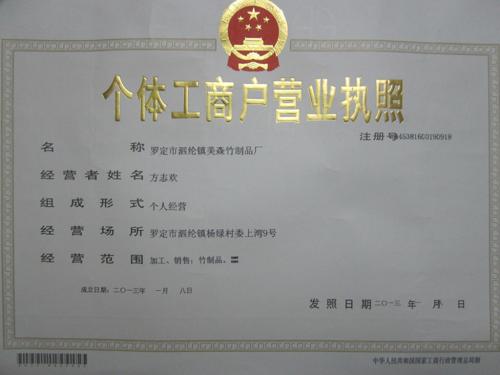 个体工商户营业执照
注册号 445381600190918
名 称 罗定市泗纶镇美森竹制品厂
经营者姓名 方志欢
组成形式 个人经营
经营场所 罗定市泗纶镇杨绿村委上湾9号
经营范围 加工、销售：竹制品。
成立日期：二〇一三年 一月 八日
发照日期 二〇一三 年 一 月 日
中华人民共和国国家工商行政管理总局制